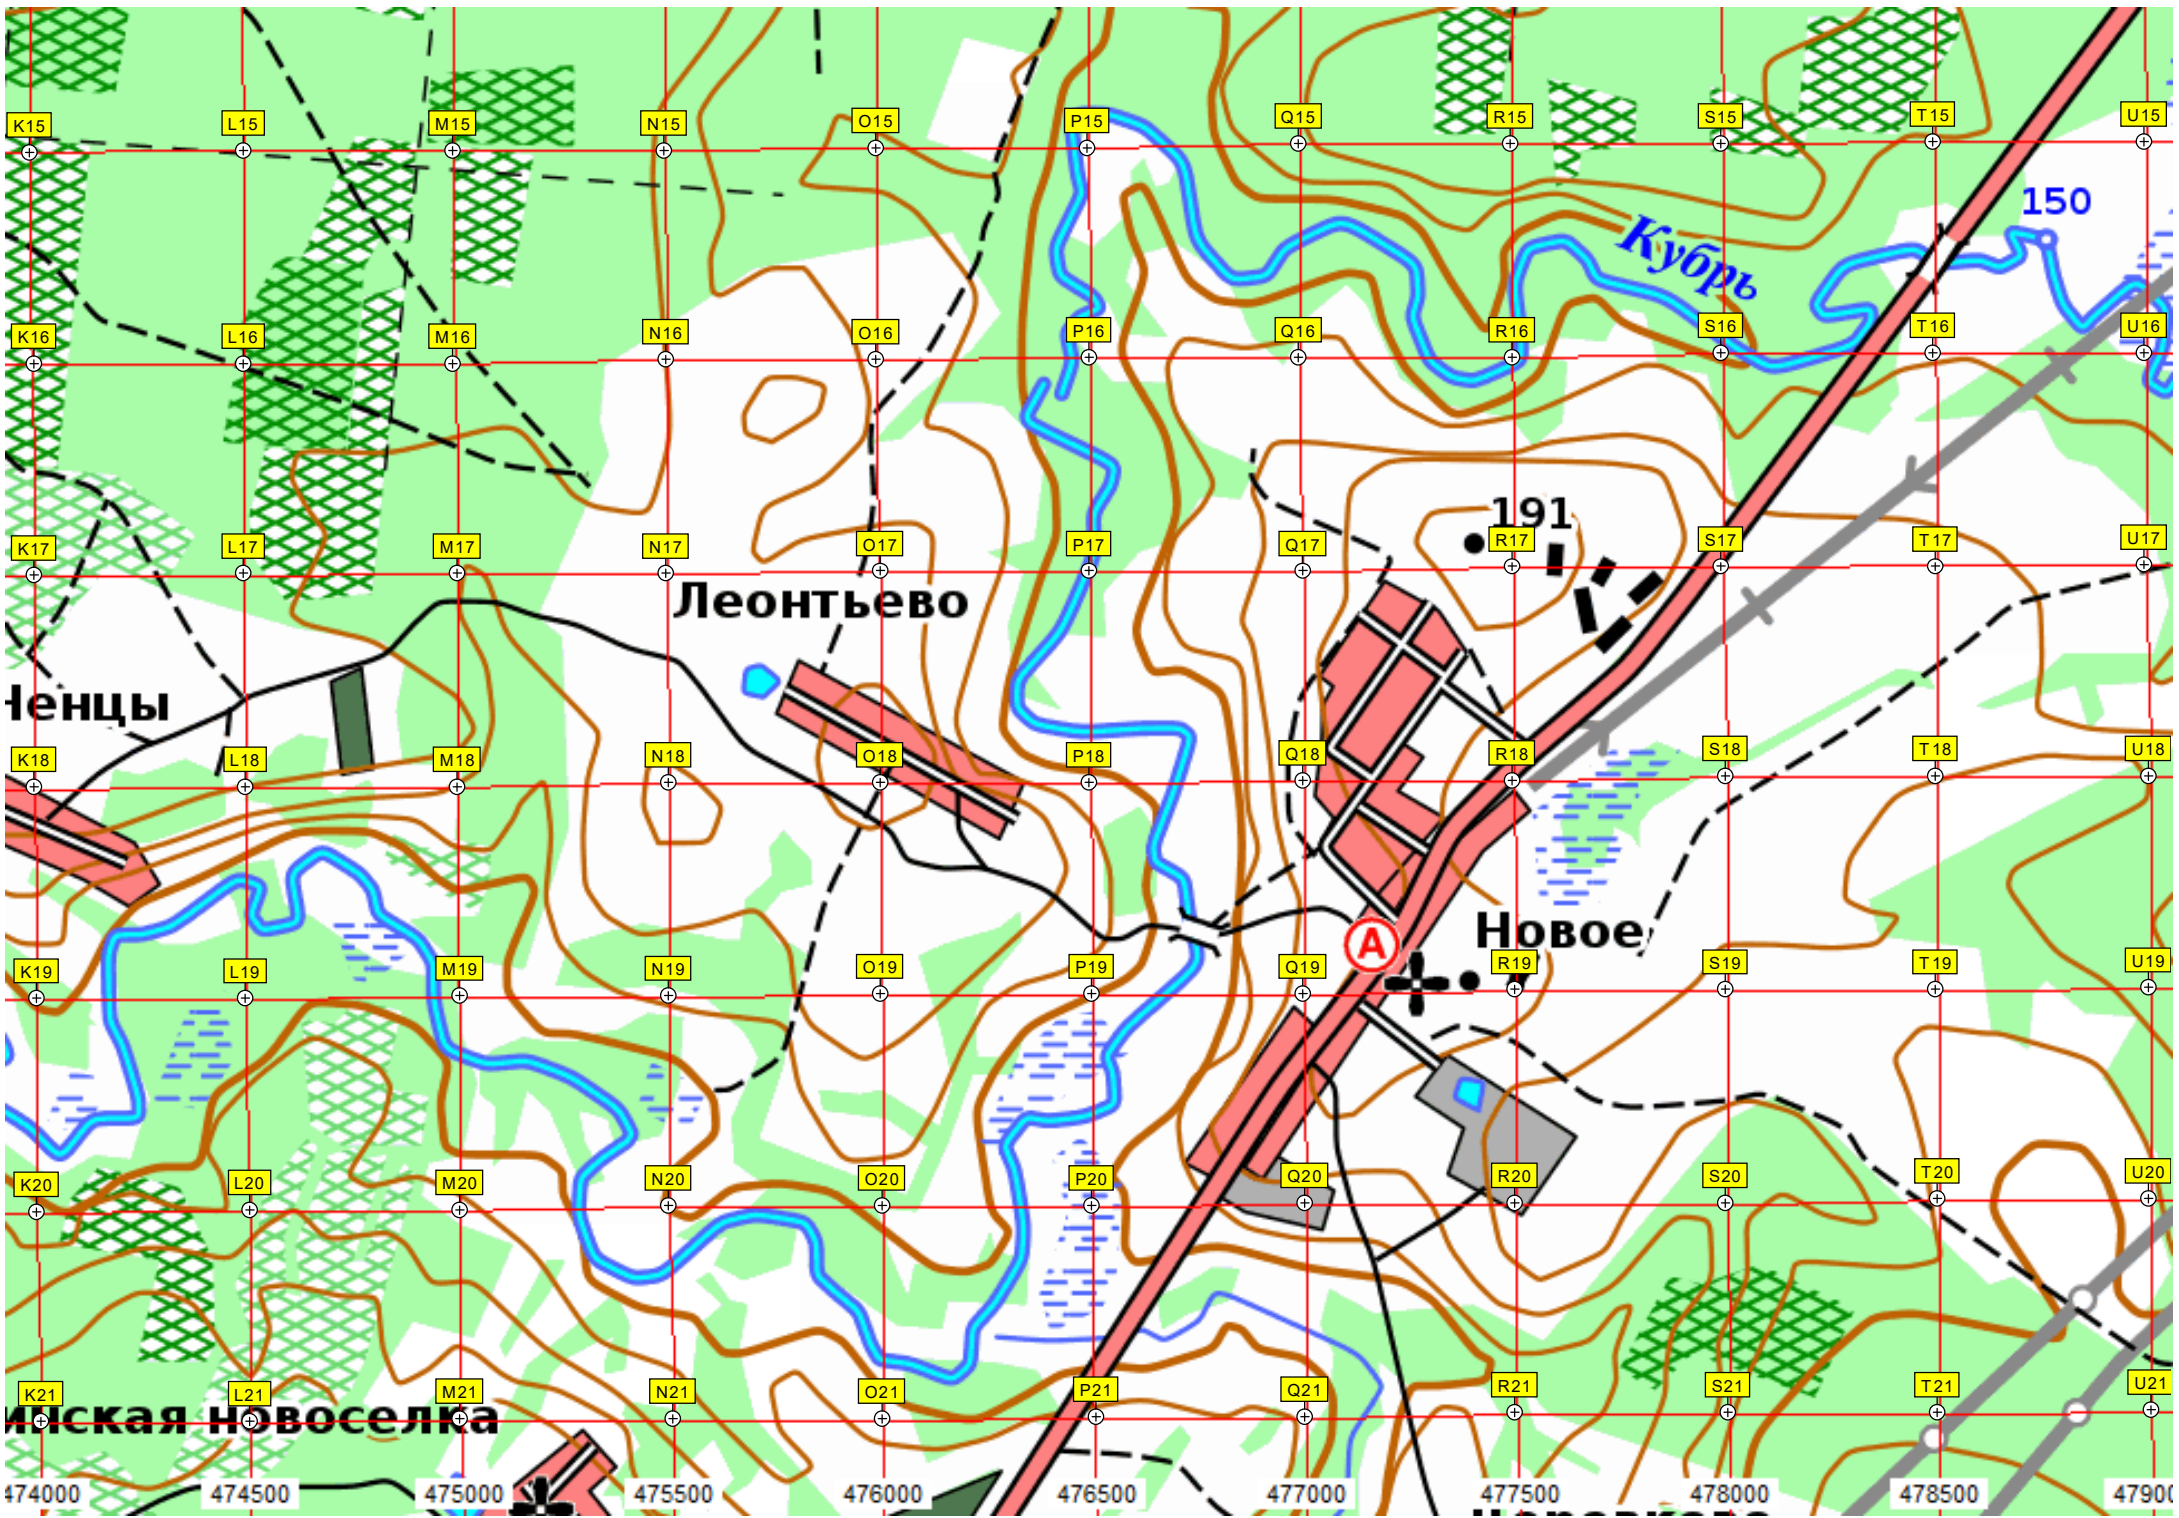 K15 L15 M15 N15 O15 P15 Q15 R15 S15 T15 U15
150
Кубрь
K16 L16 M16 N16 O16 P16 Q16 R16 S16 T16 U16
191
K17 L17 M17 N17 O17 P17 Q17 R17 S17 T17 U17
Леонтьево
Ченцы
K18 L18 M18 N18 O18 P18 Q18 R18 S18 T18 U18
Новое
A
K19 L19 M19 N19 O19 P19 Q19 R19 S19 T19 U19
K20 L20 M20 N20 O20 P20 Q20 R20 S20 T20 U20
K21 L21 M21 N21 O21 P21 Q21 R21 S21 T21 U21
инская новоселка
474000 474500 475000 475500 476000 476500 477000 477500 478000 478500 47900